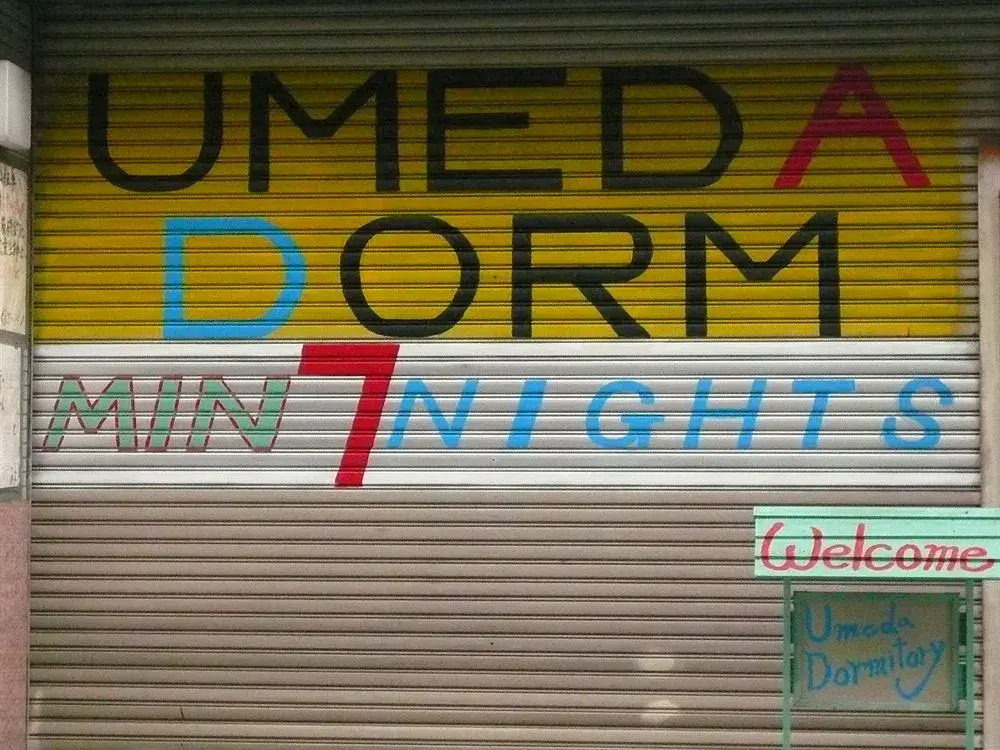 UMEDA
DORM
MIN 7 NIGHTS
Welcome
Umeda
Dormitory